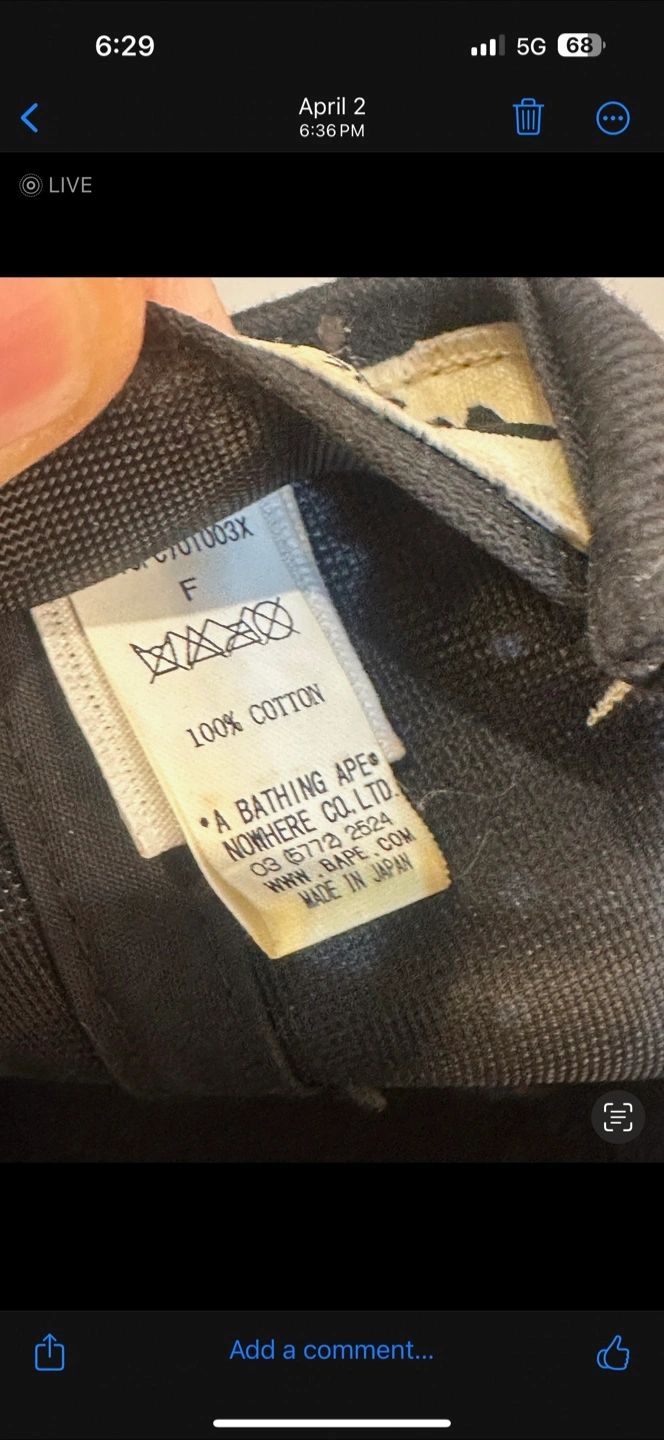 6:29
5G
68
April 2
6:36 PM
LIVE
F
100% COTTON
•A BATHING APE®
NOWHERE CO.,LTD.
03 (5772) 2524
WWW.BAPE.COM
MADE IN JAPAN
Add a comment...